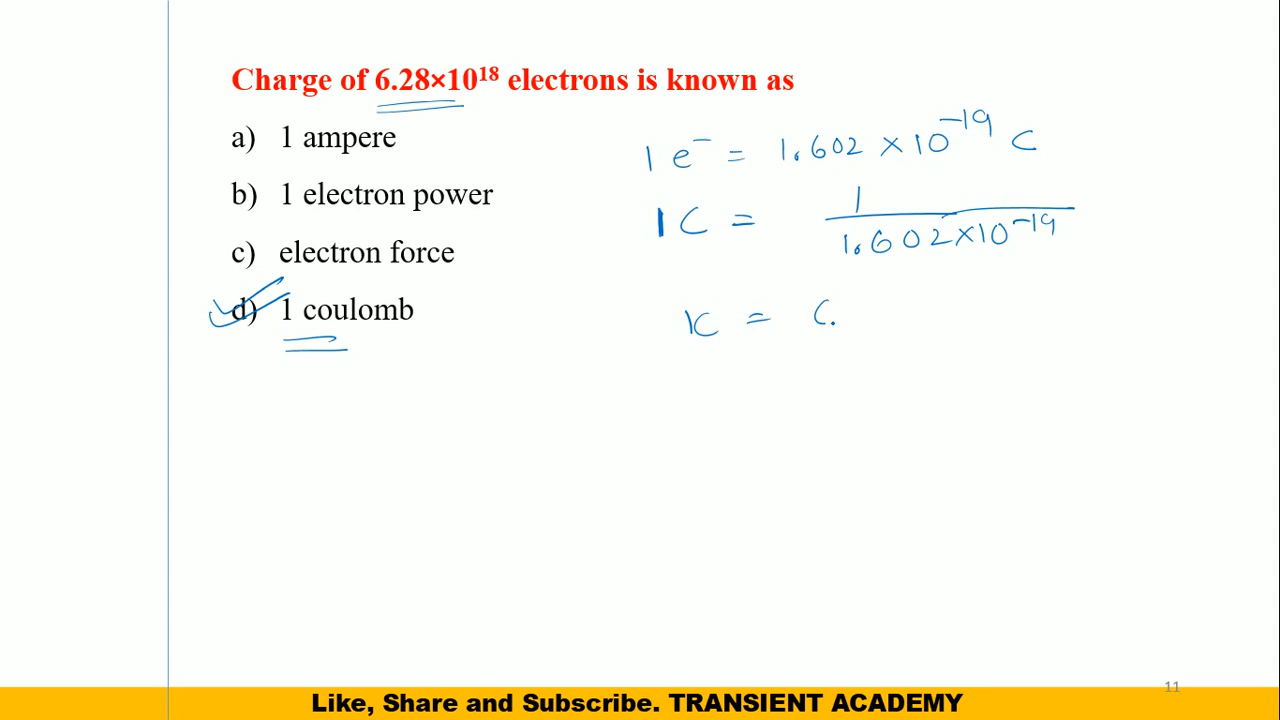 Charge of 6.28×10¹⁸ electrons is known as
a) 1 ampere
b) 1 electron power
c) electron force
d) 1 coulomb
1 e⁻ = 1.602 × 10⁻¹⁹ C
1 C = 1 / 1.602×10⁻¹⁹
1C = 6.
11
Like, Share and Subscribe. TRANSIENT ACADEMY